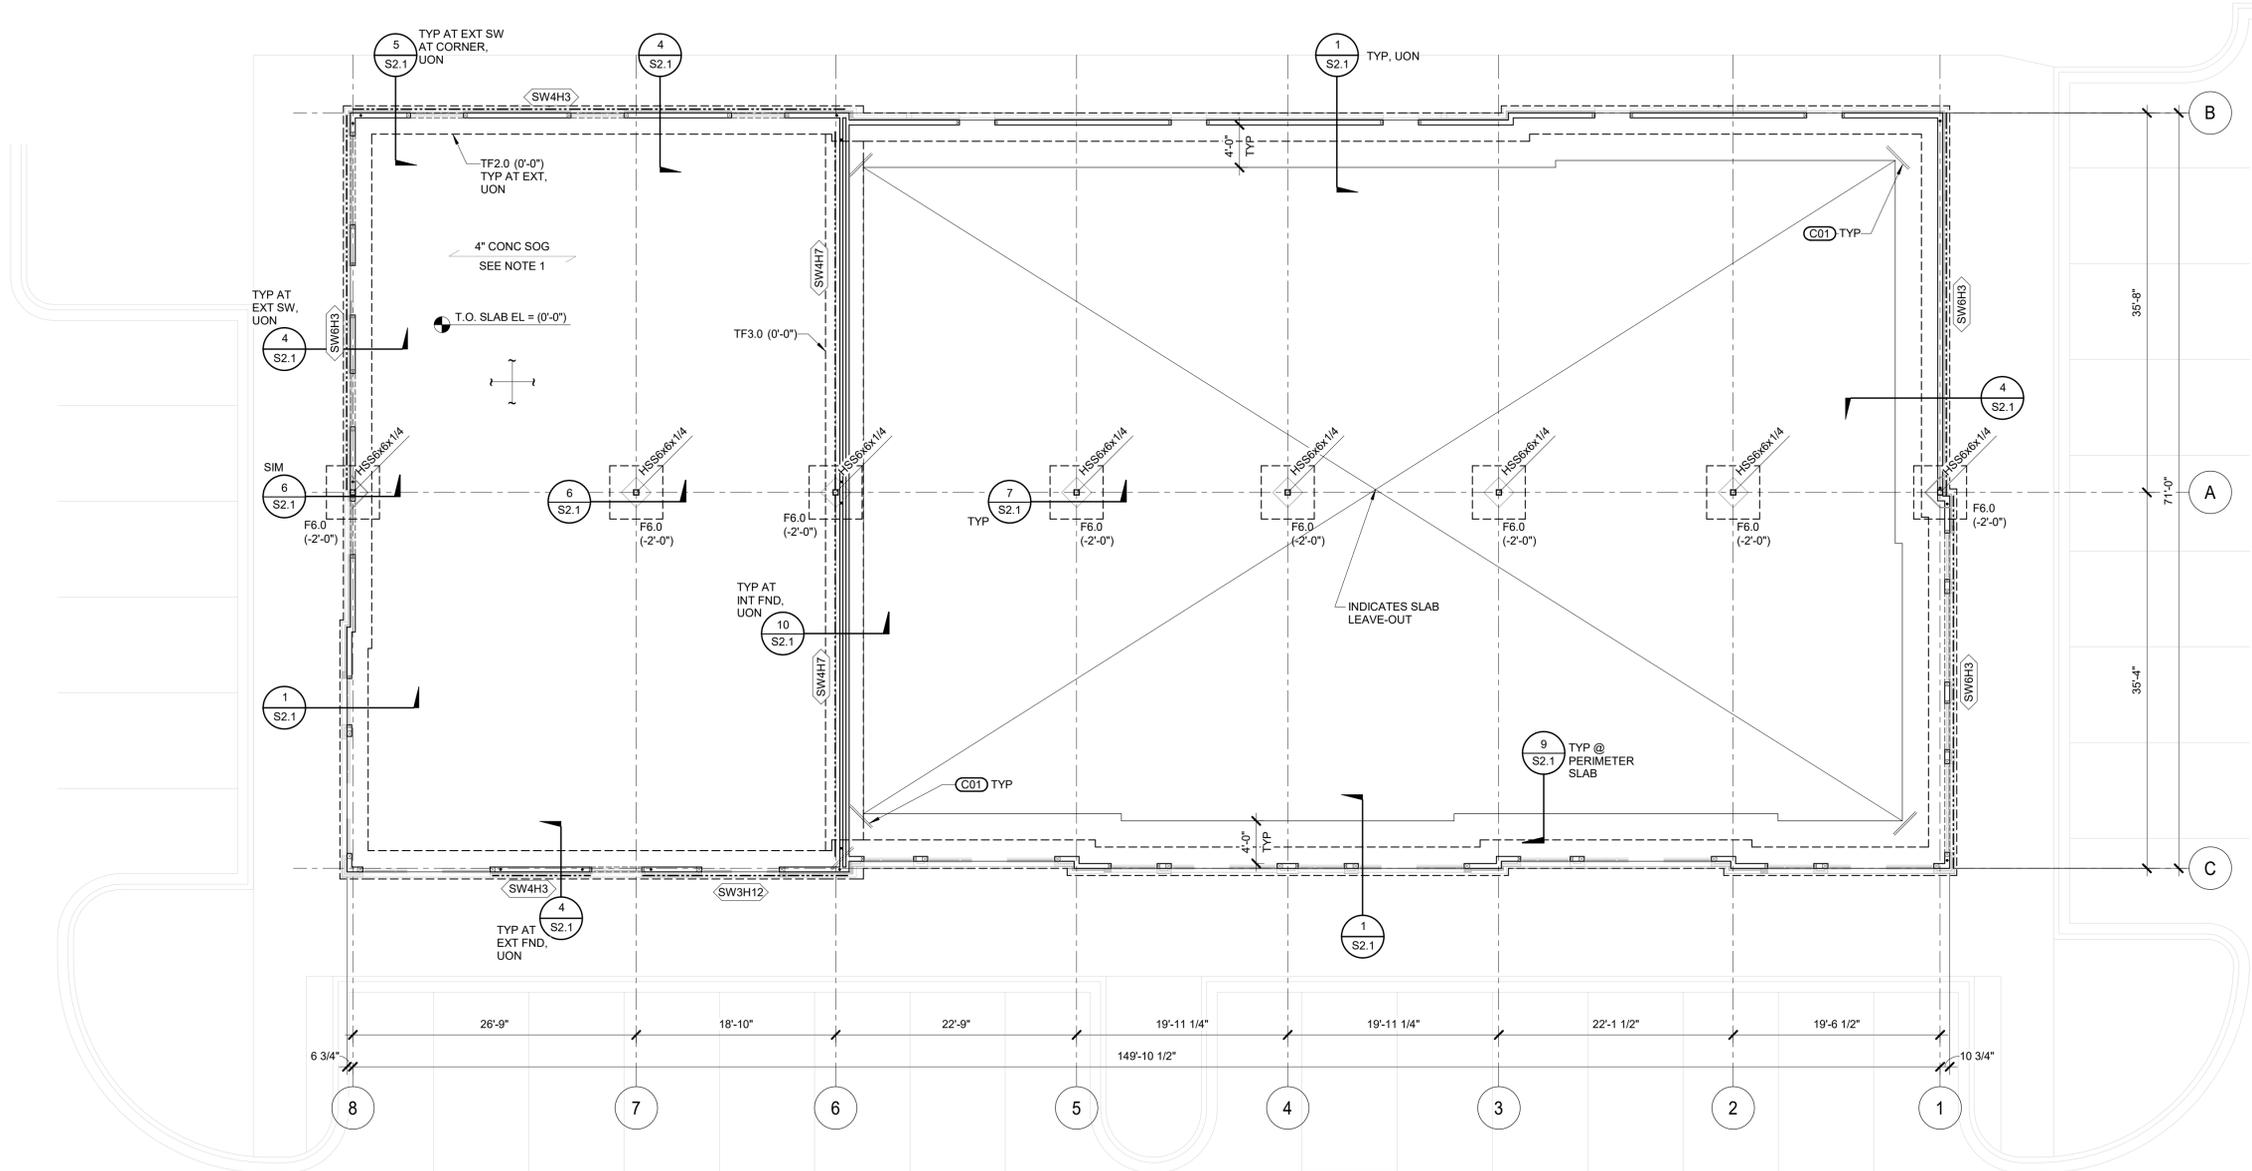 5
S2.1
TYP AT EXT SW
AT CORNER,
UON
4
S2.1
1
S2.1
TYP, UON
SW4H3
B
TF2.0 (0'-0")
TYP AT EXT,
UON
4'-0"
TYP
C01
TYP
4" CONC SOG
SEE NOTE 1
SW4H7
TYP AT
EXT SW,
UON
4
S2.1
SW6H3
T.O. SLAB EL = (0'-0")
TF3.0 (0'-0")
SW6H3
35'-8"
4
S2.1
HSS6x6x1/4
HSS6x6x1/4
HSS6x6x1/4
HSS6x6x1/4
HSS6x6x1/4
HSS6x6x1/4
HSS6x6x1/4
HSS6x6x1/4
SIM
6
S2.1
6
S2.1
7
S2.1
TYP
A
71'-0"
F6.0
(-2'-0")
F6.0
(-2'-0")
F6.0
(-2'-0")
F6.0
(-2'-0")
F6.0
(-2'-0")
F6.0
(-2'-0")
F6.0
(-2'-0")
F6.0
(-2'-0")
TYP AT
INT FND,
UON
10
S2.1
INDICATES SLAB
LEAVE-OUT
SW4H7
SW6H3
35'-4"
1
S2.1
9
S2.1
TYP @
PERIMETER
SLAB
C01
TYP
4'-0"
TYP
C
SW4H3
SW3H12
4
S2.1
TYP AT
EXT FND,
UON
1
S2.1
26'-9"
18'-10"
22'-9"
19'-11 1/4"
19'-11 1/4"
22'-1 1/2"
19'-6 1/2"
6 3/4"
149'-10 1/2"
10 3/4"
8
7
6
5
4
3
2
1